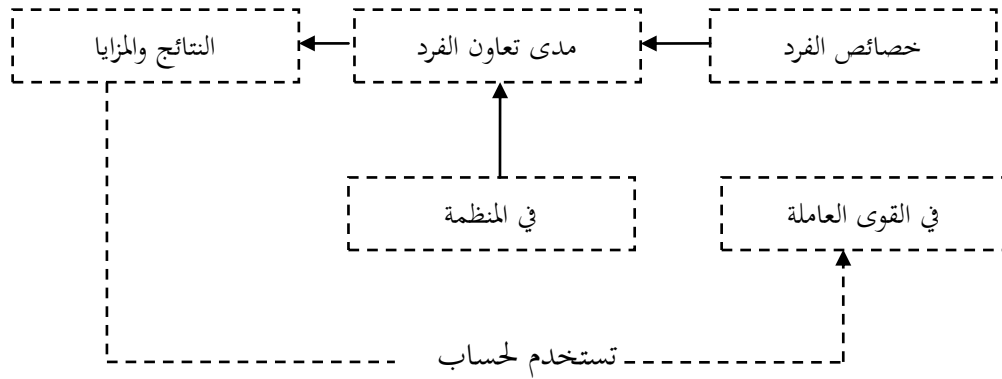 خصائص الفرد
مدى تعاون الفرد
النتائج والمزايا
في القوى العاملة
في المنظمة
تستخدم لحساب